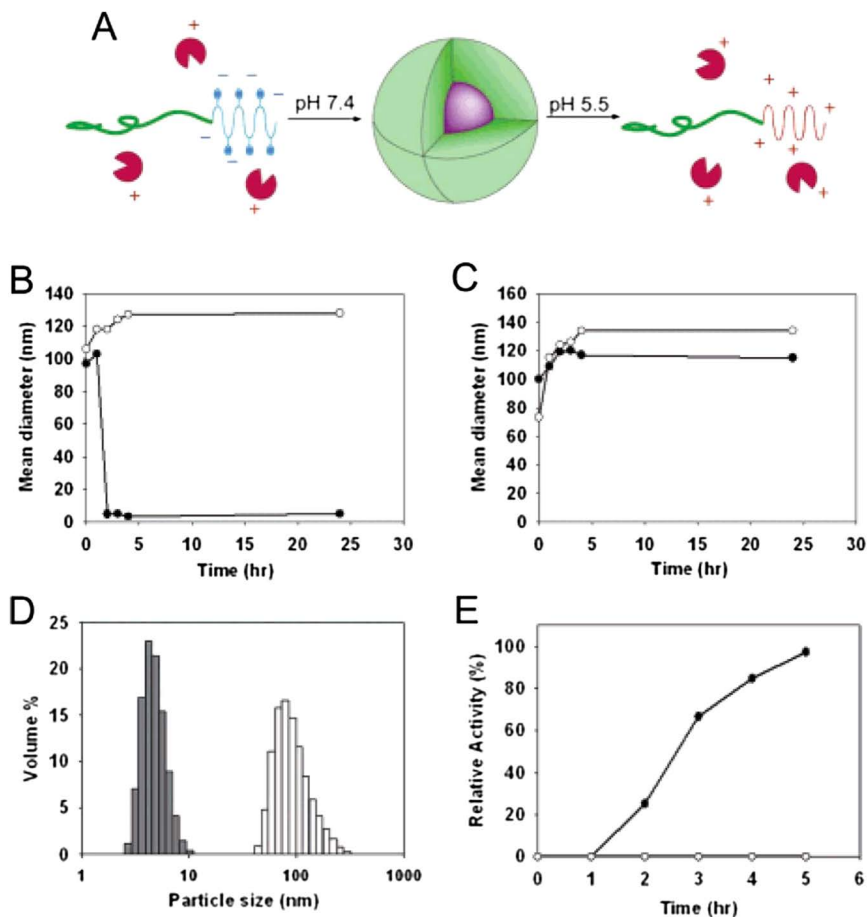 A
+
+
+
− − −
−
−
pH 7.4
pH 5.5
+
+
+
+
+
+
+
+
B
Mean diameter (nm)
140
120
100
80
60
40
20
0
0 5 10 15 20 25 30
Time (hr)
C
Mean diameter (nm)
160
140
120
100
80
60
40
20
0
0 5 10 15 20 25 30
Time (hr)
D
Volume %
25
20
15
10
5
0
1 10 100 1000
Particle size (nm)
E
Relative Activity (%)
100
80
60
40
20
0
0 1 2 3 4 5 6
Time (hr)